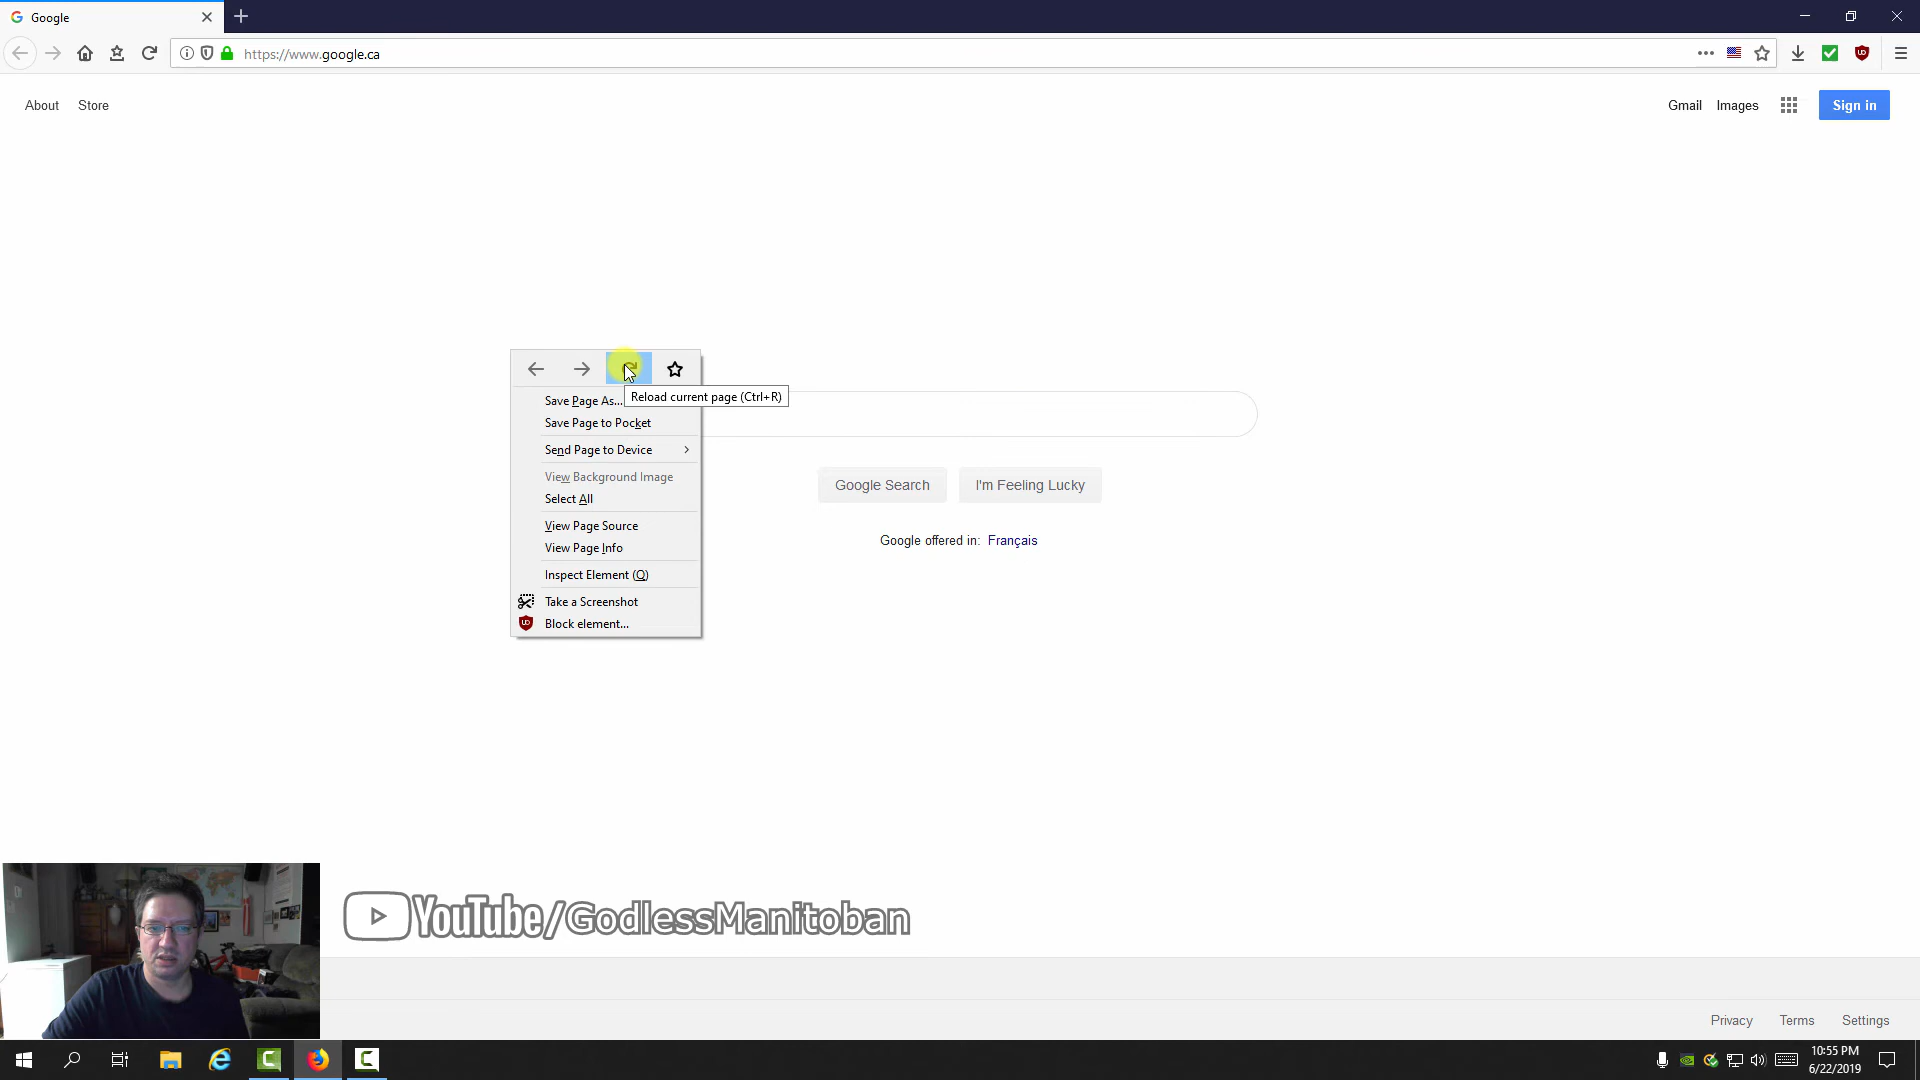 Google
https://www.google.ca
About Store
Gmail Images Sign in
Reload current page (Ctrl+R)
Save Page As...
Save Page to Pocket
Send Page to Device
View Background Image
Select All
View Page Source
View Page Info
Inspect Element (Q)
Take a Screenshot
Block element...
Google Search I'm Feeling Lucky
Google offered in: Français
YouTube/GodlessManitoban
Privacy Terms Settings
10:55 PM
6/22/2019